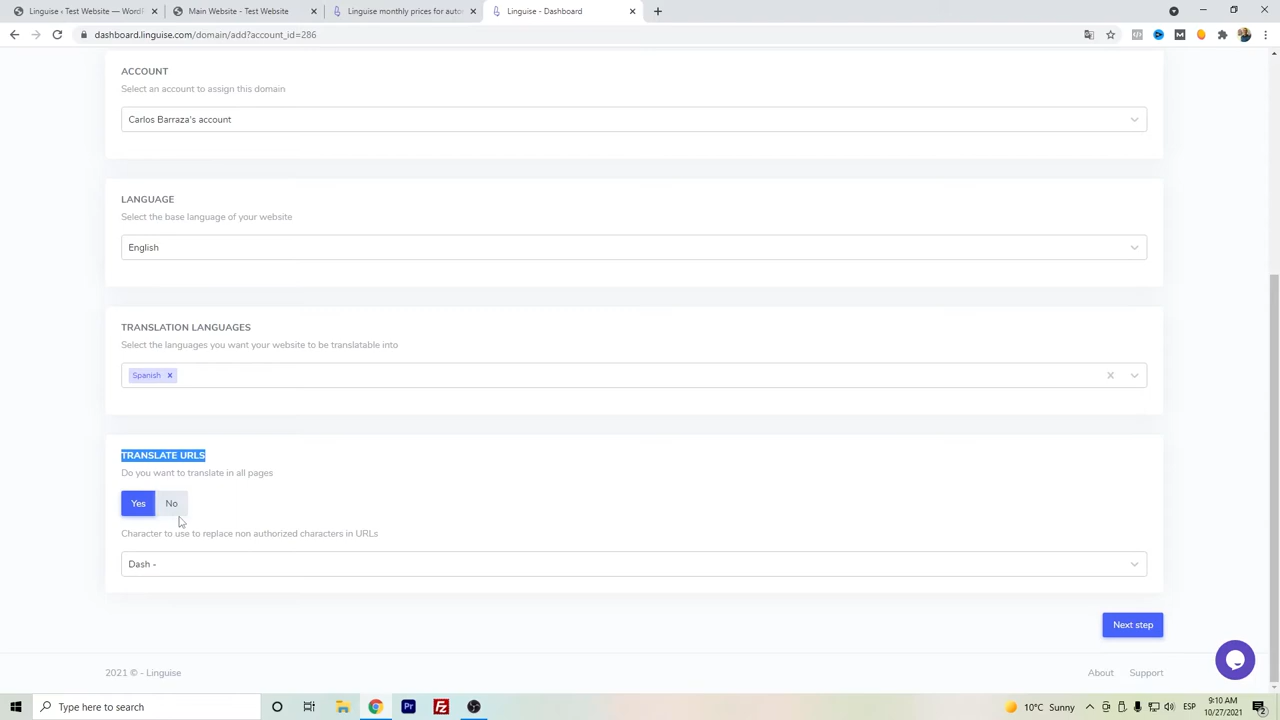 Linguise ‹ Test Website — WordP
Main Website - Test Website
Linguise monthly prices for autom
Linguise - Dashboard
dashboard.linguise.com/domain/add?account_id=286
ACCOUNT
Select an account to assign this domain
Carlos Barraza's account
LANGUAGE
Select the base language of your website
English
TRANSLATION LANGUAGES
Select the languages you want your website to be translatable into
Spanish
TRANSLATE URLS
Do you want to translate in all pages
Yes No
Character to use to replace non authorized characters in URLs
Dash -
Next step
2021 © - Linguise
About Support
Type here to search
10°C Sunny
ESP
9:10 AM
10/27/2021